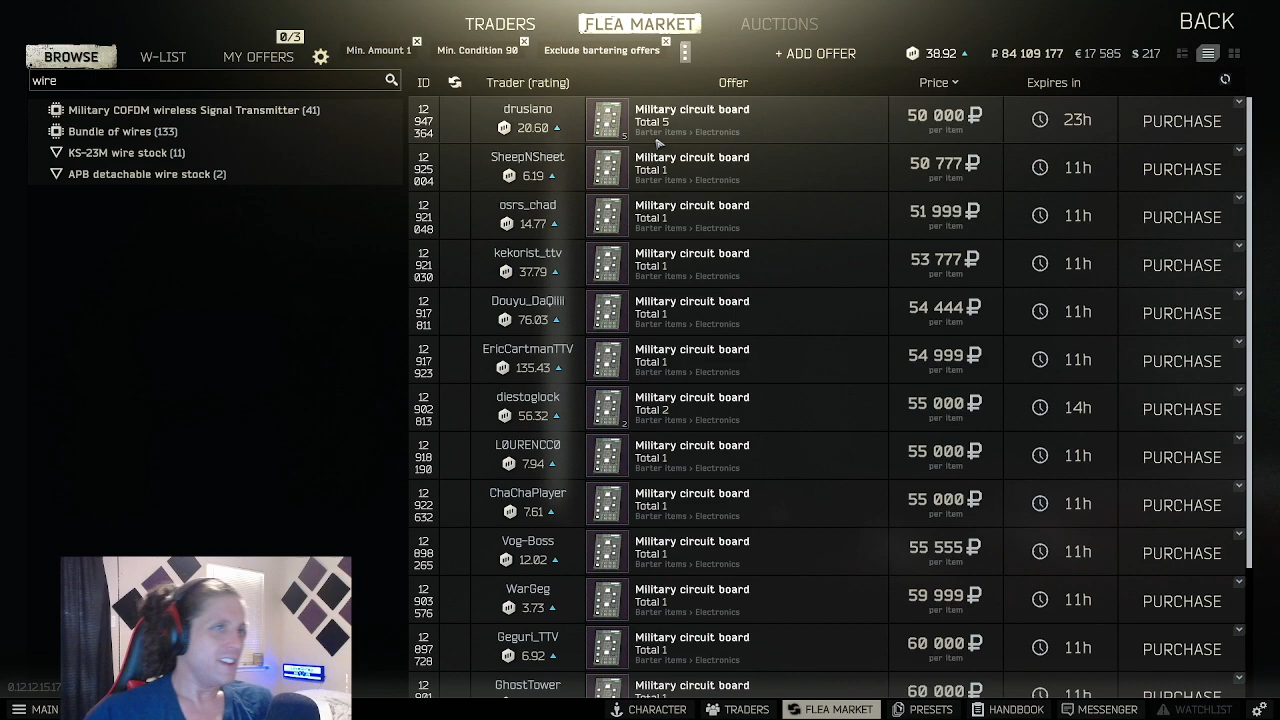 TRADERS
FLEA MARKET
AUCTIONS
BACK
0/3
BROWSE
W-LIST
MY OFFERS
Min. Amount 1
Min. Condition 90
Exclude bartering offers
+ ADD OFFER
38.92
₽ 84 109 177
€ 17 585
$ 217
wire
ID
Trader (rating)
Offer
Price
Expires in
Military COFDM wireless Signal Transmitter (41)
Bundle of wires (133)
KS-23M wire stock (11)
APB detachable wire stock (2)
12
947
364
drusiano
20.60
5
Military circuit board
Total 5
Barter items › Electronics
50 000 ₽
per item
23h
PURCHASE
12
925
004
SheepNSheet
6.19
Military circuit board
Total 1
Barter items › Electronics
50 777 ₽
per item
11h
PURCHASE
12
921
048
osrs_chad
14.77
Military circuit board
Total 1
Barter items › Electronics
51 999 ₽
per item
11h
PURCHASE
12
921
030
kekorist_ttv
37.79
Military circuit board
Total 1
Barter items › Electronics
53 777 ₽
per item
11h
PURCHASE
12
917
811
Douyu_DaQilli
76.03
Military circuit board
Total 1
Barter items › Electronics
54 444 ₽
per item
11h
PURCHASE
12
917
923
EricCartmanTTV
135.43
Military circuit board
Total 1
Barter items › Electronics
54 999 ₽
per item
11h
PURCHASE
12
902
813
diestoglock
56.32
2
Military circuit board
Total 2
Barter items › Electronics
55 000 ₽
per item
14h
PURCHASE
12
918
190
L0URENCC0
7.94
Military circuit board
Total 1
Barter items › Electronics
55 000 ₽
per item
11h
PURCHASE
12
922
632
ChaChaPlayer
7.61
Military circuit board
Total 1
Barter items › Electronics
55 000 ₽
per item
11h
PURCHASE
12
898
265
Vog-Boss
12.02
Military circuit board
Total 1
Barter items › Electronics
55 555 ₽
per item
11h
PURCHASE
12
903
576
WarGeg
3.73
Military circuit board
Total 1
Barter items › Electronics
59 999 ₽
per item
11h
PURCHASE
12
897
728
Geguri_TTV
6.92
Military circuit board
Total 1
Barter items › Electronics
60 000 ₽
per item
11h
PURCHASE
12
901
GhostTower
Military circuit board
Total 1
60 000 ₽
11h
PURCHASE
0.12.12.15.17
MAIN
CHARACTER
TRADERS
FLEA MARKET
PRESETS
HANDBOOK
MESSENGER
WATCHLIST